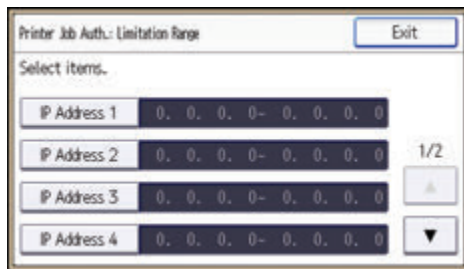 Printer Job Auth.: Limitation Range Exit
Select items.
IP Address 1 0. 0. 0. 0- 0. 0. 0. 0
IP Address 2 0. 0. 0. 0- 0. 0. 0. 0
1/2
IP Address 3 0. 0. 0. 0- 0. 0. 0. 0
▲
IP Address 4 0. 0. 0. 0- 0. 0. 0. 0
▼